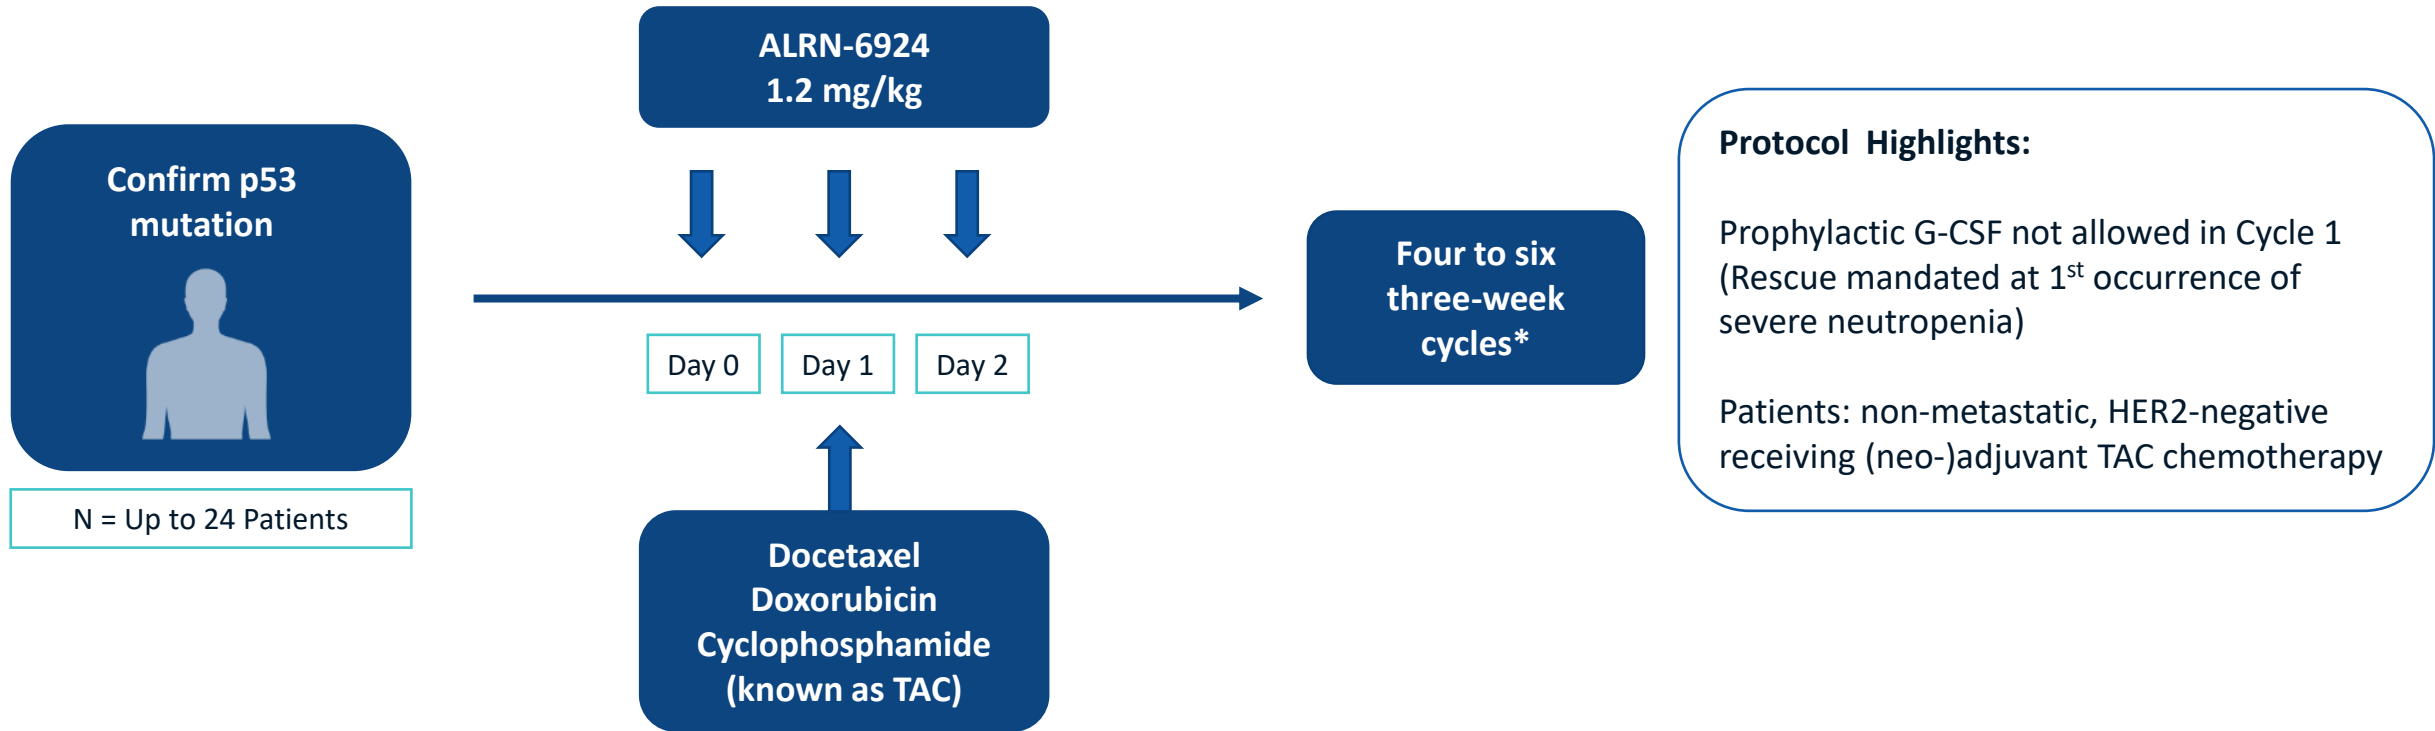 Confirm p53
mutation
N = Up to 24 Patients
ALRN-6924
1.2 mg/kg
Day 0
Day 1
Day 2
Docetaxel
Doxorubicin
Cyclophosphamide
(known as TAC)
Four to six
three-week
cycles*
Protocol Highlights:
Prophylactic G-CSF not allowed in Cycle 1
(Rescue mandated at 1st occurrence of
severe neutropenia)
Patients: non-metastatic, HER2-negative
receiving (neo-)adjuvant TAC chemotherapy